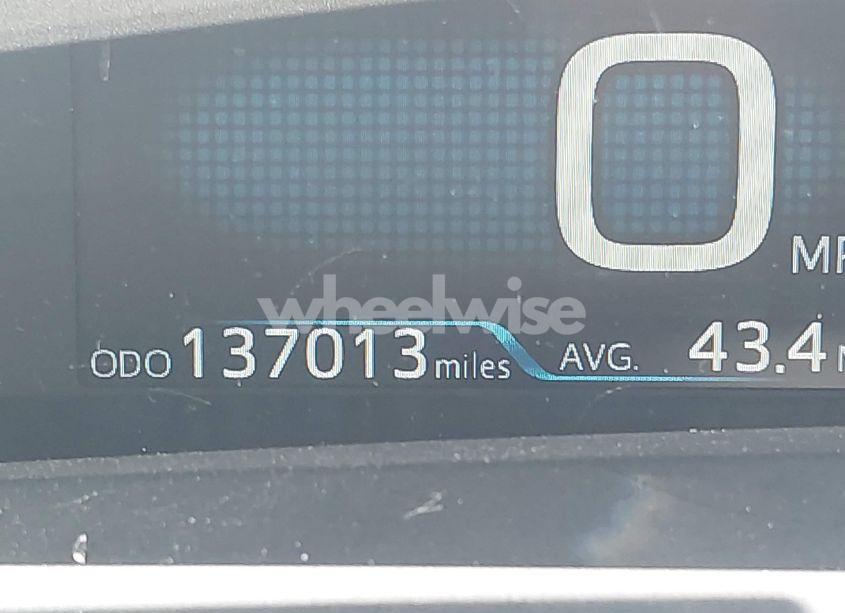 0
MP
wheelwise
ODO 137013 miles AVG. 43.4 M